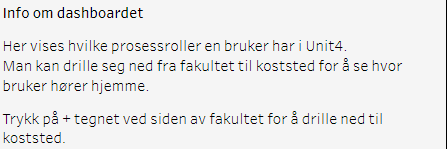 Info om dashboardet
Her vises hvilke prosessroller en bruker har i Unit4.
Man kan drille seg ned fra fakultet til koststed for å se hvor
bruker hører hjemme.
Trykk på + tegnet ved siden av fakultet for å drille ned til
koststed.